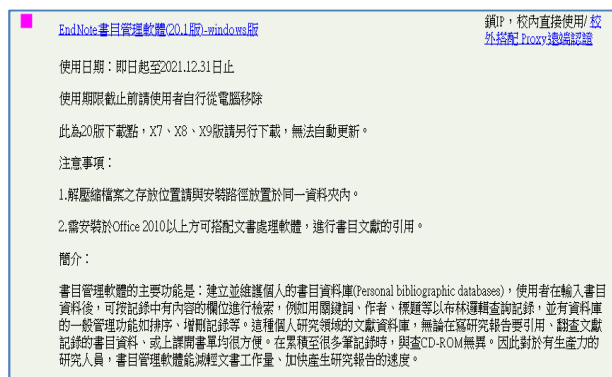 EndNote書目管理軟體(20.1版)-windows版
鎖IP，校內直接使用/校
外搭配Proxy遠端認證
使用日期：即日起至2021.12.31日止
使用期限截止前請使用者自行從電腦移除
此為20版下載點，X7、X8、X9版請另行下載，無法自動更新。
注意事項：
1.解壓縮檔案之存放位置請與安裝路徑放置於同一資料夾內。
2.需安裝於Office 2010以上方可搭配文書處理軟體，進行書目文獻的引用。
簡介：
書目管理軟體的主要功能是：建立並維護個人的書目資料庫(Personal bibliographic databases)，使用者在輸入書目
資料後，可按記錄中有內容的欄位進行檢索，例如用關鍵詞、作者、標題等以布林邏輯查詢記錄，並有資料庫
的一般管理功能如排序、增刪記錄等。這種個人研究領域的文獻資料庫，無論在寫研究報告要引用、翻查文獻
記錄的書目資料、或上課開書單均很方便。在累積至很多筆記錄時，與查CD-ROM無異。因此對於有生產力的
研究人員，書目管理軟體能減輕文書工作量、加快產生研究報告的速度。